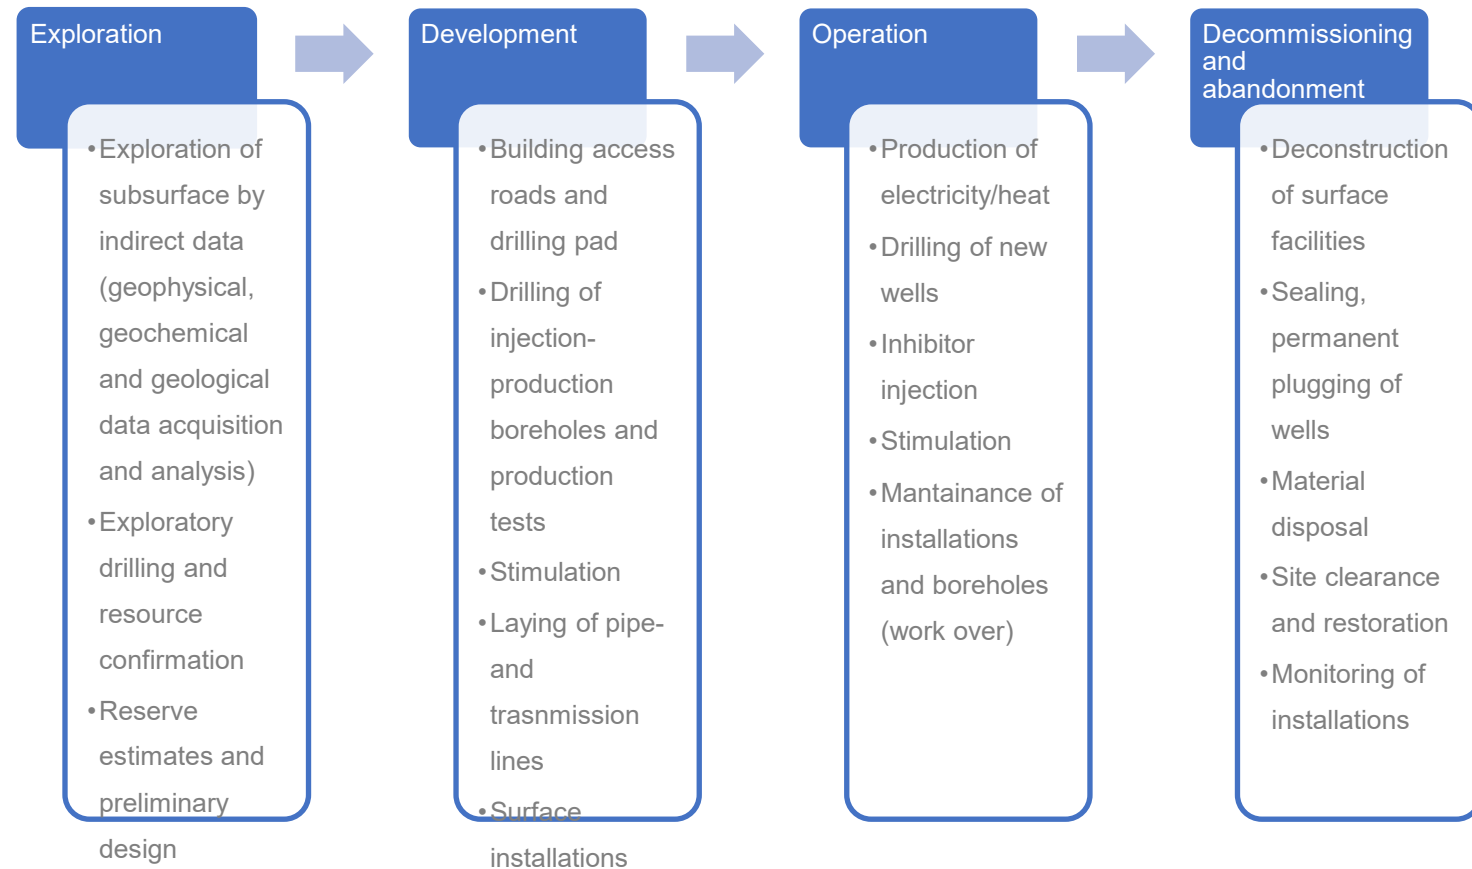 Exploration
•Exploration of
subsurface by
indirect data
(geophysical,
geochemical
and geological
data acquisition
and analysis)
•Exploratory
drilling and
resource
confirmation
•Reserve
estimates and
preliminary
design
Development
•Building access
roads and
drilling pad
•Drilling of
injection-
production
boreholes and
production
tests
•Stimulation
•Laying of pipe-
and
trasnmission
lines
•Surface
installations
Operation
•Production of
electricity/heat
•Drilling of new
wells
•Inhibitor
injection
•Stimulation
•Mantainance of
installations
and boreholes
(work over)
Decommissioning
and
abandonment
•Deconstruction
of surface
facilities
•Sealing,
permanent
plugging of
wells
•Material
disposal
•Site clearance
and restoration
•Monitoring of
installations